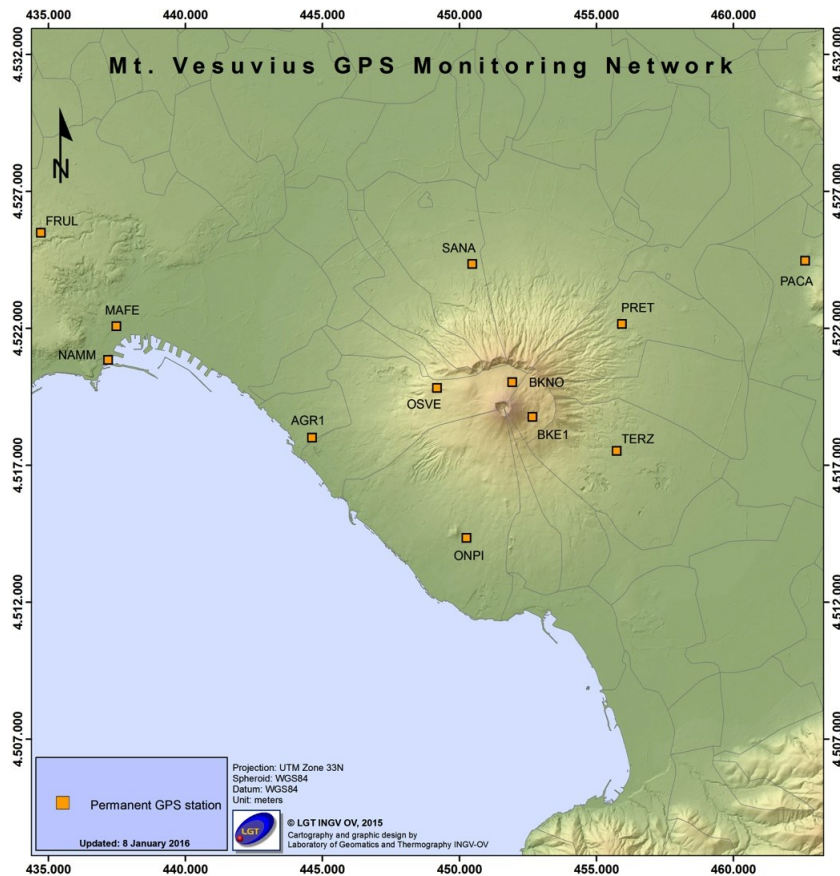 435.000 440.000 445.000 450.000 455.000 460.000
Mt. Vesuvius GPS Monitoring Network
4.532.000 4.532.000
N
4.527.000 4.527.000
FRUL
SANA
PACA
MAFE
PRET
4.522.000 4.522.000
NAMM
BKNO
OSVE
AGR1
BKE1
TERZ
4.517.000 4.517.000
ONPI
4.512.000 4.512.000
4.507.000 4.507.000
Permanent GPS station
Updated: 8 January 2016
Projection: UTM Zone 33N
Spheroid: WGS84
Datum: WGS84
Unit: meters
LGT
© LGT INGV OV, 2015
Cartography and graphic design by
Laboratory of Geomatics and Thermography INGV-OV
435.000 440.000 445.000 450.000 455.000 460.000